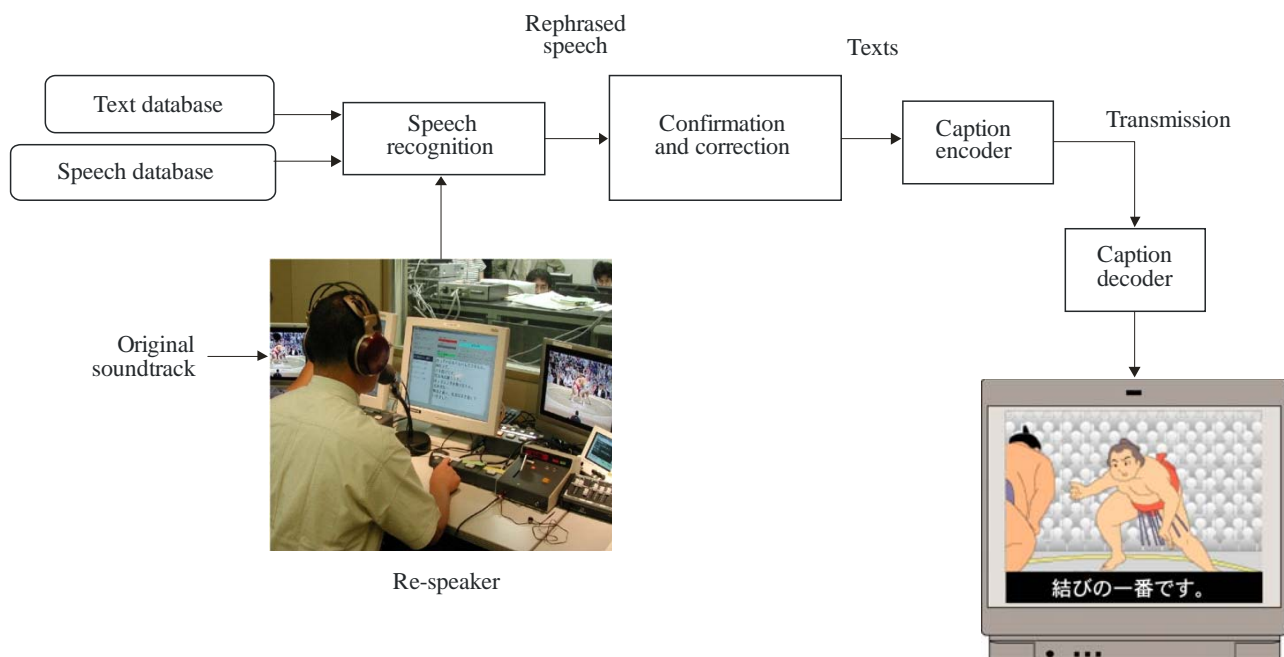 Rephrased
speech
Texts
Text database
Speech database
Speech
recognition
Confirmation
and correction
Caption
encoder
Transmission
Caption
decoder
Original
soundtrack
Re-speaker
結びの一番です。